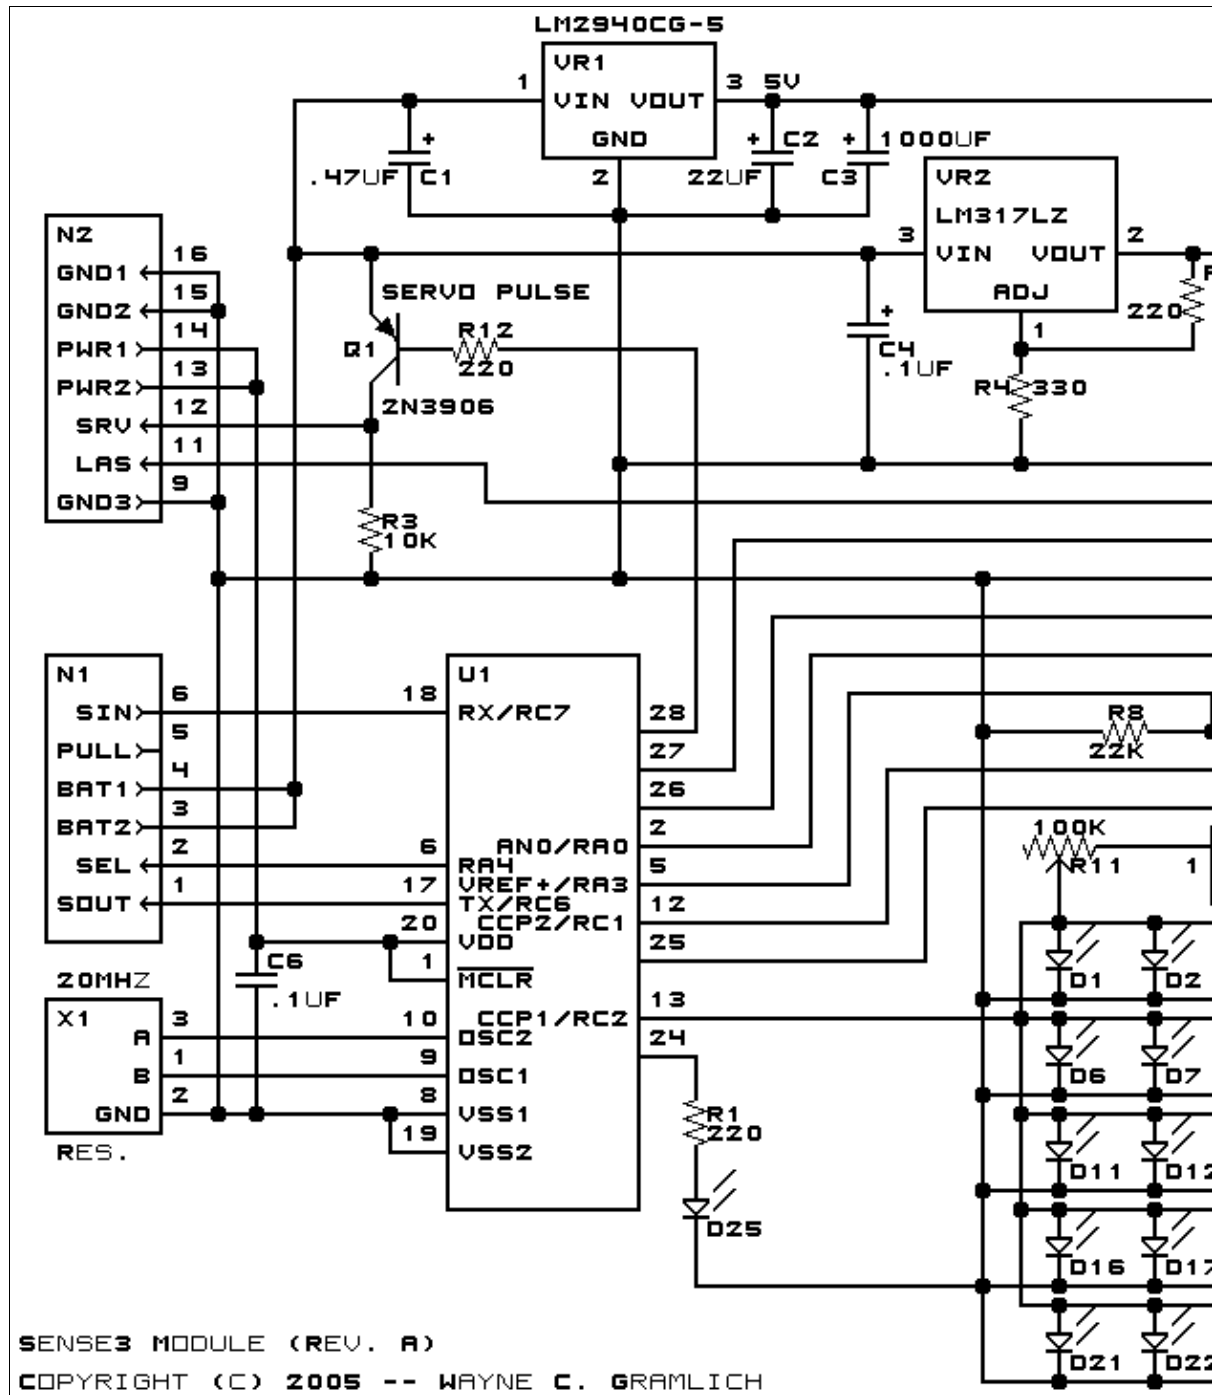 LM2940CG-5
VR1
1 VIN VOUT 3 5V
GND
2
+ C1 .47UF
+ C2 22UF
+ 1000UF C3
VR2
LM317LZ
3 VIN VOUT 2
ADJ
1
220
R4 330
+ C4 .1UF
N2
16 GND1
15 GND2
14 PWR1
13 PWR2
12 SRV
11 LAS
9 GND3
SERVO PULSE
Q1
2N3906
R12
220
R3
10K
N1
6 SIN
5 PULL
4 BAT1
3 BAT2
2 SEL
1 SOUT
U1
18 RX/RC7
28
27
26
2 AN0/RA0
6 RA4
5 VREF+/RA3
17 TX/RC6
12 CCP2/RC1
20 VDD
25
1 MCLR
13 CCP1/RC2
10 OSC2
24
9 OSC1
8 VSS1
19 VSS2
C6
.1UF
20MHZ
X1
3 A
1 B
2 GND
RES.
R1
220
D25
R8
22K
100K
R11 1
D1 D2
D6 D7
D11 D12
D16 D17
D21 D22
SENSE3 MODULE (REV. A)
COPYRIGHT (C) 2005 -- WAYNE C. GRAMLICH